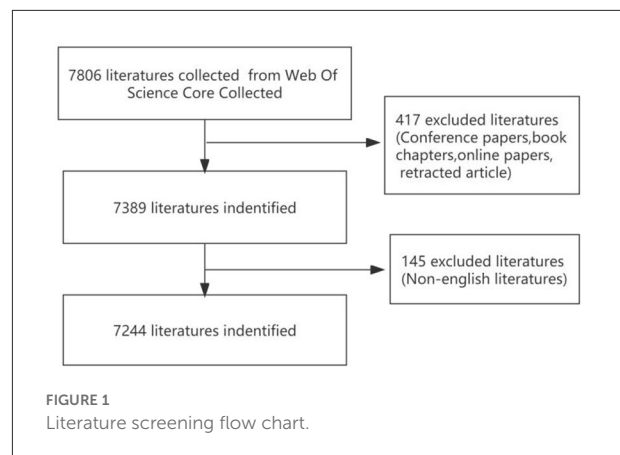 7806 literatures collected from Web Of
Science Core Collected
417 excluded literatures
(Conference papers,book
chapters,online papers,
retracted article)
7389 literatures indentified
145 excluded literatures
(Non-english literatures)
7244 literatures indentified
FIGURE 1
Literature screening flow chart.